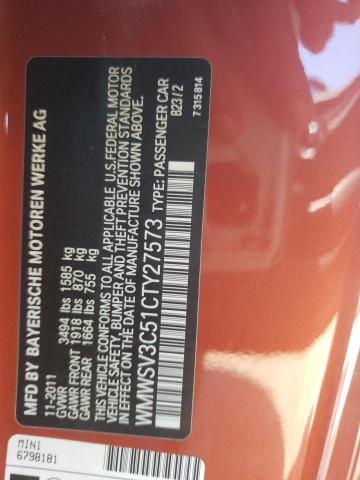 MFD BY BAYERISCHE MOTOREN WERKE AG
11-2011
GVWR 3494 lbs 1585 kg
GAWR FRONT 1918 lbs 870 kg
GAWR REAR 1664 lbs 755 kg
THIS VEHICLE CONFORMS TO ALL APPLICABLE U.S.FEDERAL MOTOR
VEHICLE SAFETY, BUMPER AND THEFT PREVENTION STANDARDS
IN EFFECT ON THE DATE OF MANUFACTURE SHOWN ABOVE.
WMWSV3C51CTY27573 TYPE: PASSENGER CAR
B23/2
7 315 814
MINI
6798181